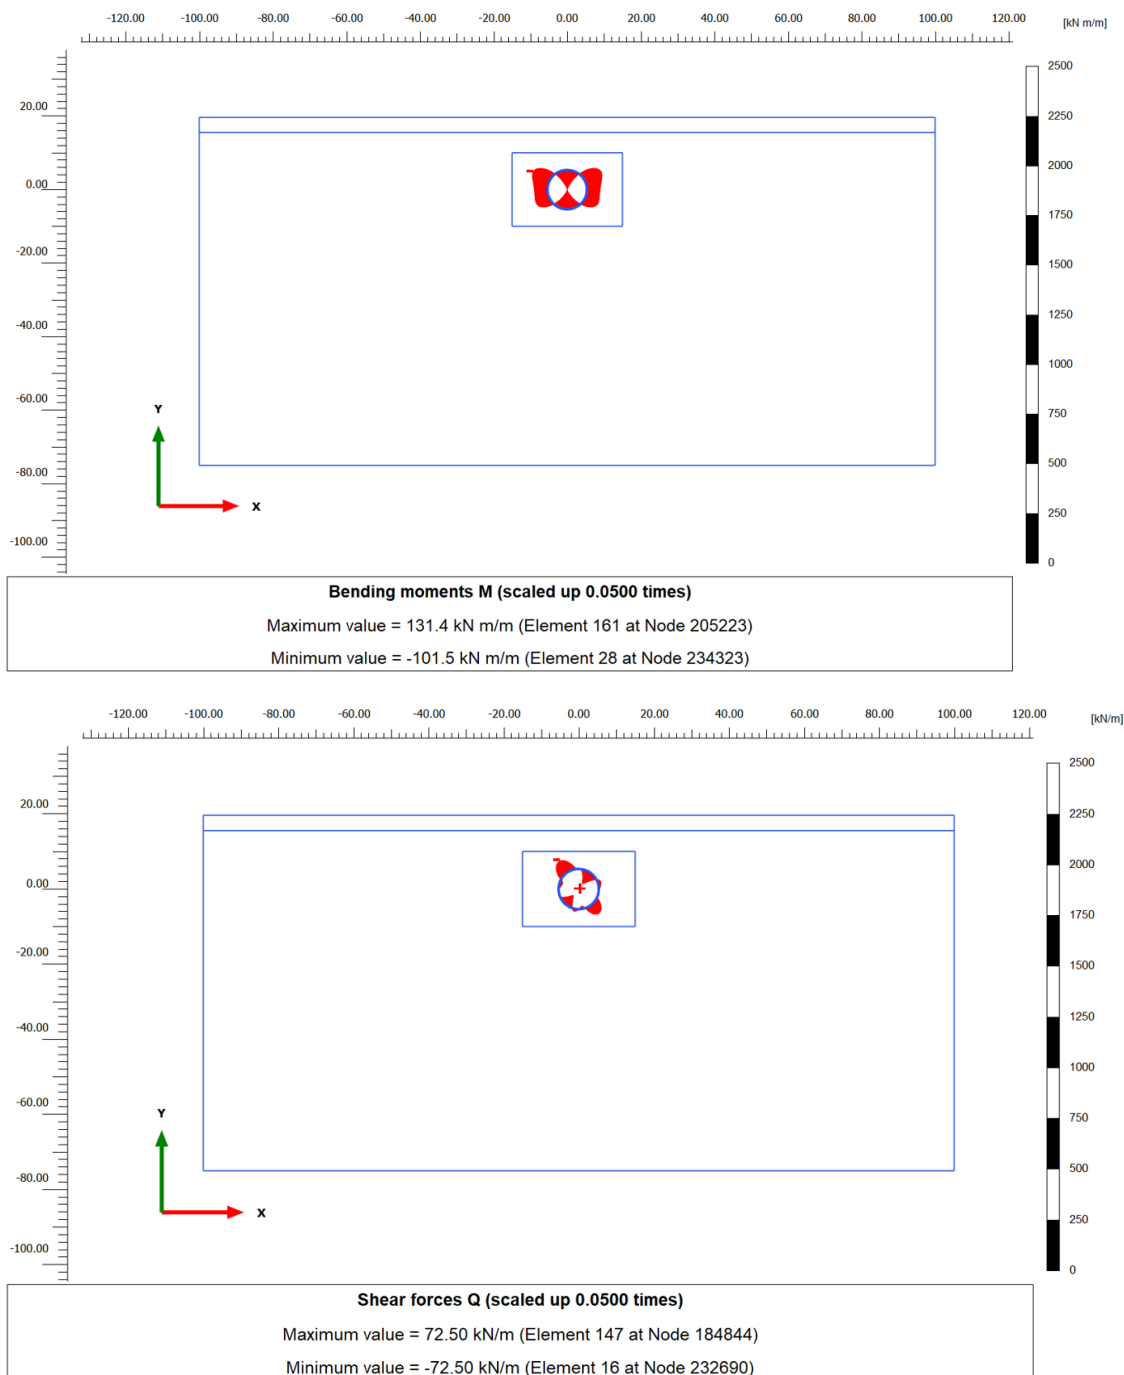 -120.00 -100.00 -80.00 -60.00 -40.00 -20.00 0.00 20.00 40.00 60.00 80.00 100.00 120.00
[kN m/m]
2500
20.00
2250
2000
0.00
1750
-20.00
1500
1250
-40.00
1000
-60.00
750
Y
-80.00
500
X
250
-100.00
0
Bending moments M (scaled up 0.0500 times)
Maximum value = 131.4 kN m/m (Element 161 at Node 205223)
Minimum value = -101.5 kN m/m (Element 28 at Node 234323)
-120.00 -100.00 -80.00 -60.00 -40.00 -20.00 0.00 20.00 40.00 60.00 80.00 100.00 120.00
[kN/m]
2500
20.00
2250
2000
0.00
1750
-20.00
1500
1250
-40.00
1000
-60.00
750
Y
-80.00
500
X
250
-100.00
0
Shear forces Q (scaled up 0.0500 times)
Maximum value = 72.50 kN/m (Element 147 at Node 184844)
Minimum value = -72.50 kN/m (Element 16 at Node 232690)